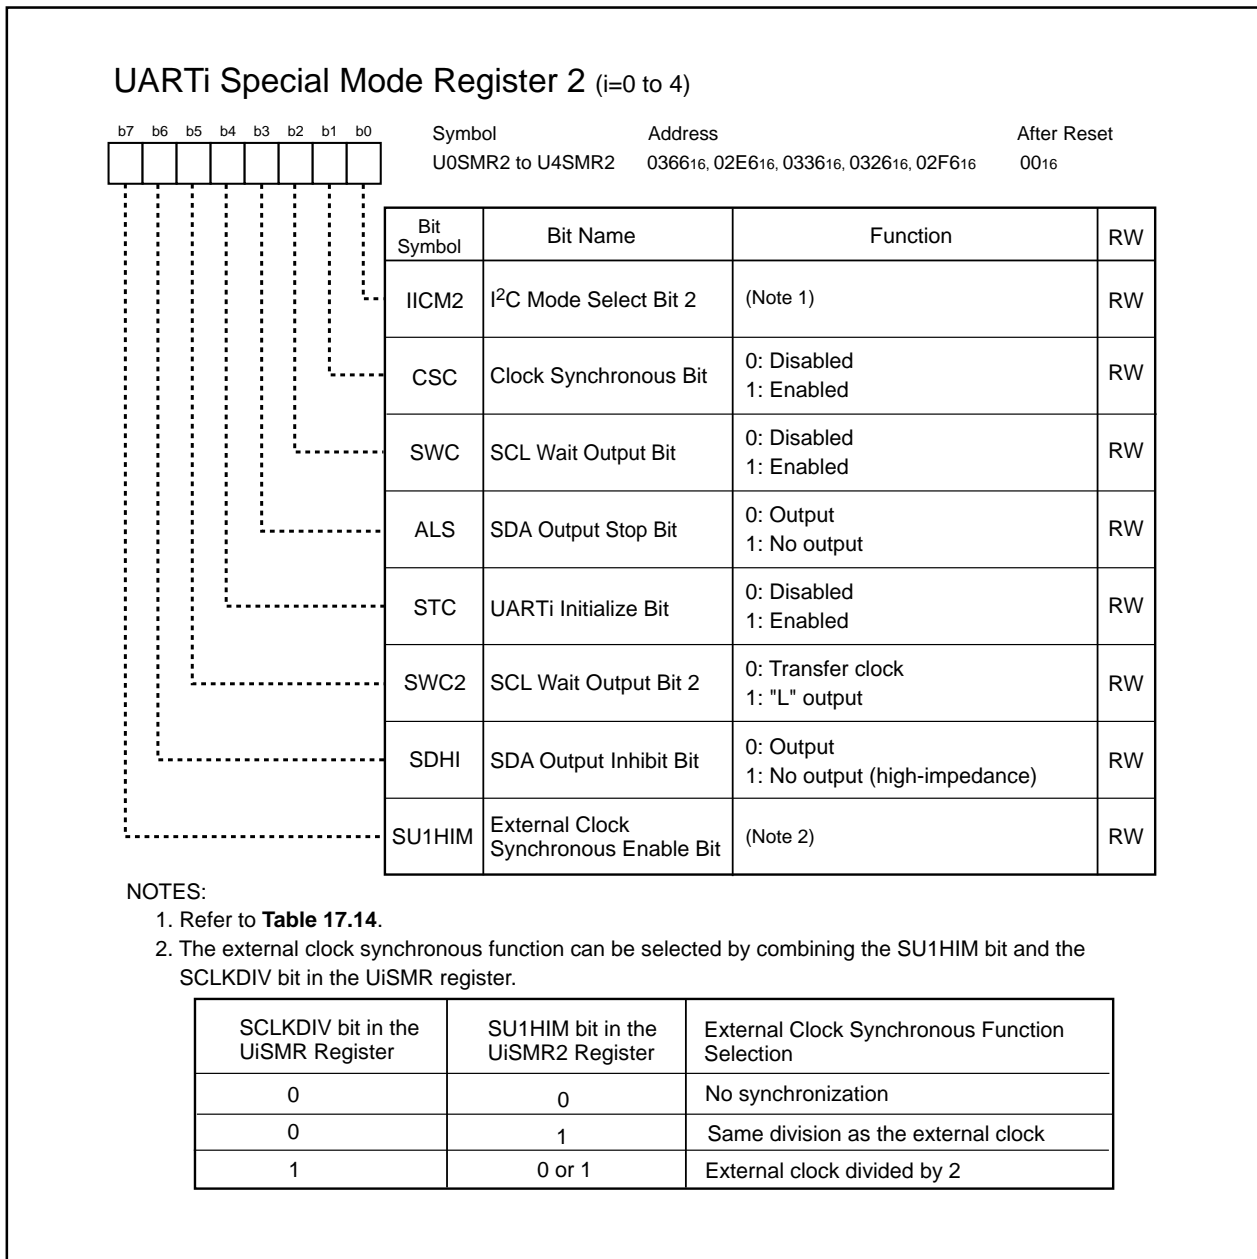 UARTi Special Mode Register 2 (i=0 to 4)
b7 b6 b5 b4 b3 b2 b1 b0
Symbol Address After Reset
U0SMR2 to U4SMR2 036616, 02E616, 033616, 032616, 02F616 0016
Bit Symbol Bit Name Function RW
IICM2 I2C Mode Select Bit 2 (Note 1) RW
CSC Clock Synchronous Bit 0: Disabled RW
1: Enabled
SWC SCL Wait Output Bit 0: Disabled RW
1: Enabled
ALS SDA Output Stop Bit 0: Output RW
1: No output
STC UARTi Initialize Bit 0: Disabled RW
1: Enabled
SWC2 SCL Wait Output Bit 2 0: Transfer clock RW
1: "L" output
SDHI SDA Output Inhibit Bit 0: Output RW
1: No output (high-impedance)
SU1HIM External Clock Synchronous Enable Bit (Note 2) RW
NOTES:
1. Refer to Table 17.14.
2. The external clock synchronous function can be selected by combining the SU1HIM bit and the
SCLKDIV bit in the UiSMR register.
SCLKDIV bit in the SU1HIM bit in the External Clock Synchronous Function
UiSMR Register UiSMR2 Register Selection
0 0 No synchronization
0 1 Same division as the external clock
1 0 or 1 External clock divided by 2